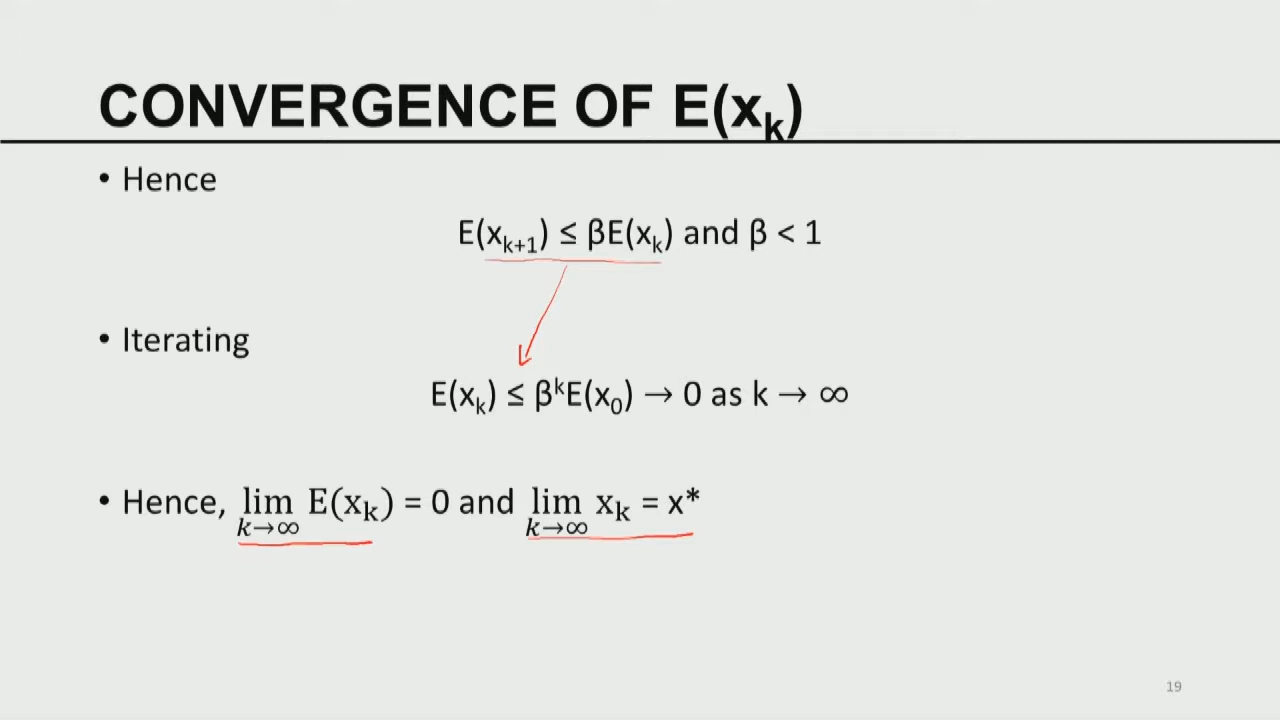 CONVERGENCE OF E(xₖ)
• Hence
E(xₖ₊₁) ≤ βE(xₖ) and β < 1
• Iterating
E(xₖ) ≤ βᵏE(x₀) → 0 as k → ∞
• Hence, lim E(xₖ) = 0 and lim xₖ = x*
k→∞ k→∞
19